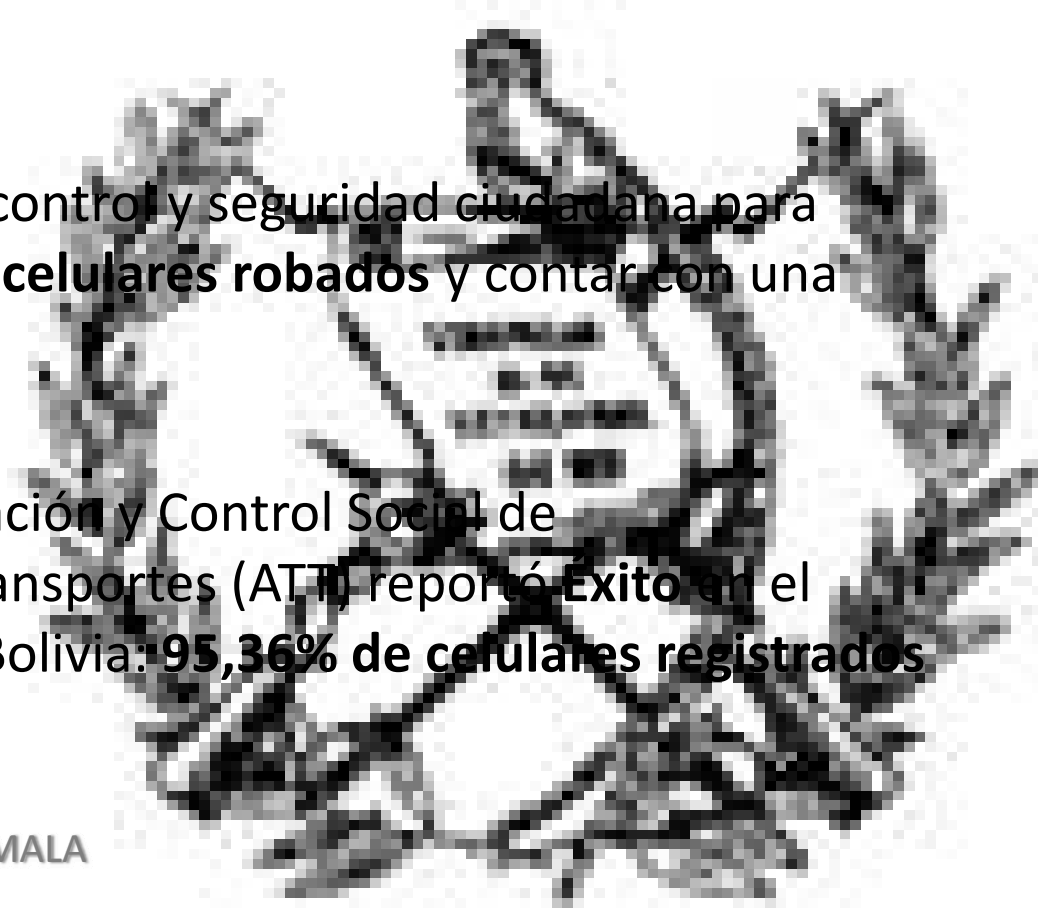 control y seguridad ciudadana para
celulares robados y contar con una
ación y Control Social de
ansportes (ATT) reportó Éxito en el
Bolivia: 95,36% de celulares registrados
MALA